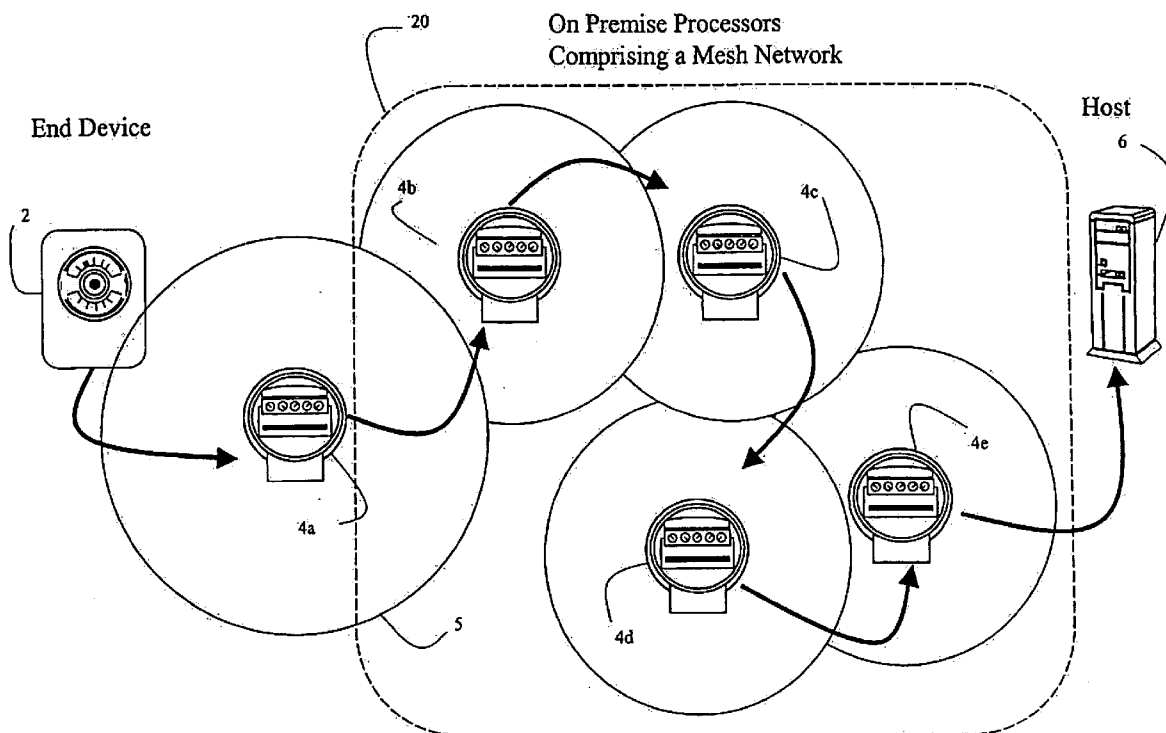 20
On Premise Processors
Comprising a Mesh Network
End Device
Host
6
2
4b
4c
4a
4e
5
4d